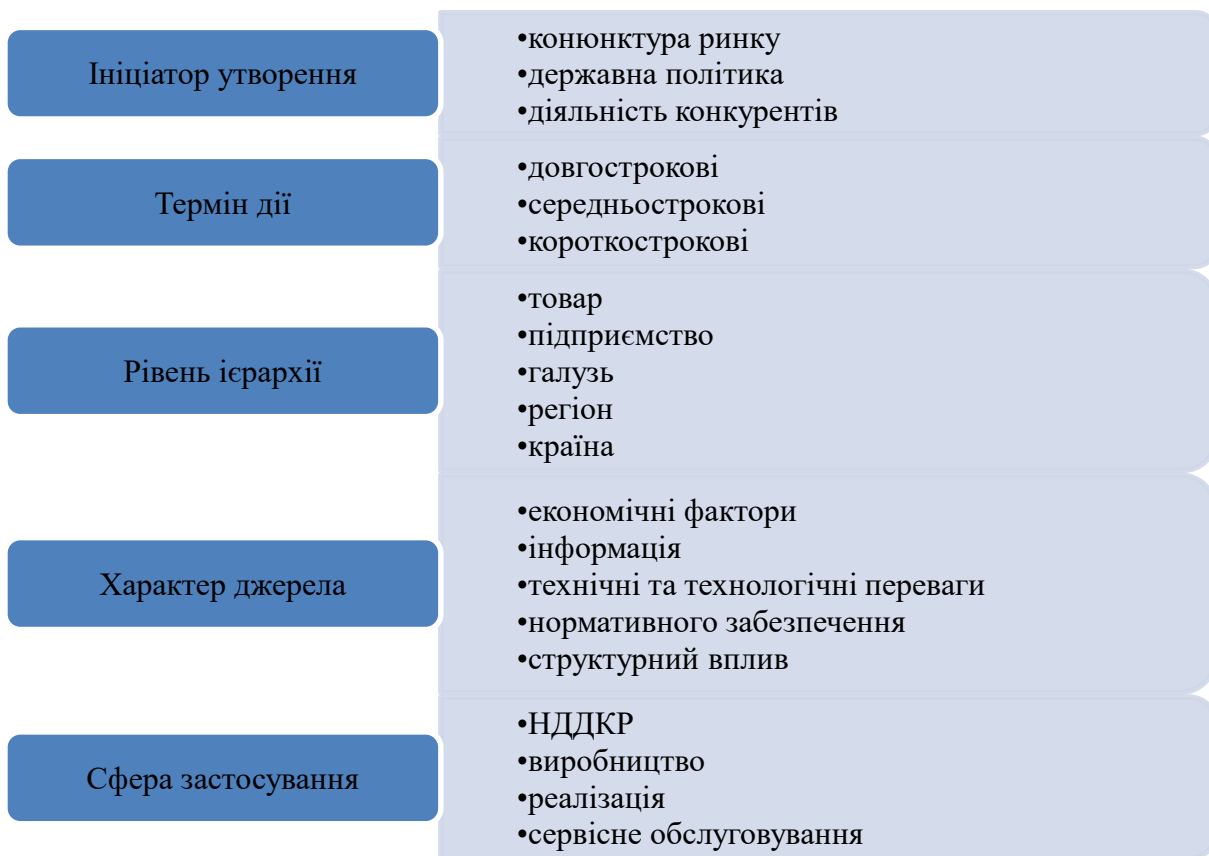 Ініціатор утворення
•конюнктура ринку
•державна політика
•діяльність конкурентів
Термін дії
•довгострокові
•середньострокові
•короткострокові
Рівень ієрархії
•товар
•підприємство
•галузь
•регіон
•країна
Характер джерела
•економічні фактори
•інформація
•технічні та технологічні переваги
•нормативного забезпечення
•структурний вплив
Сфера застосування
•НДДКР
•виробництво
•реалізація
•сервісне обслуговування